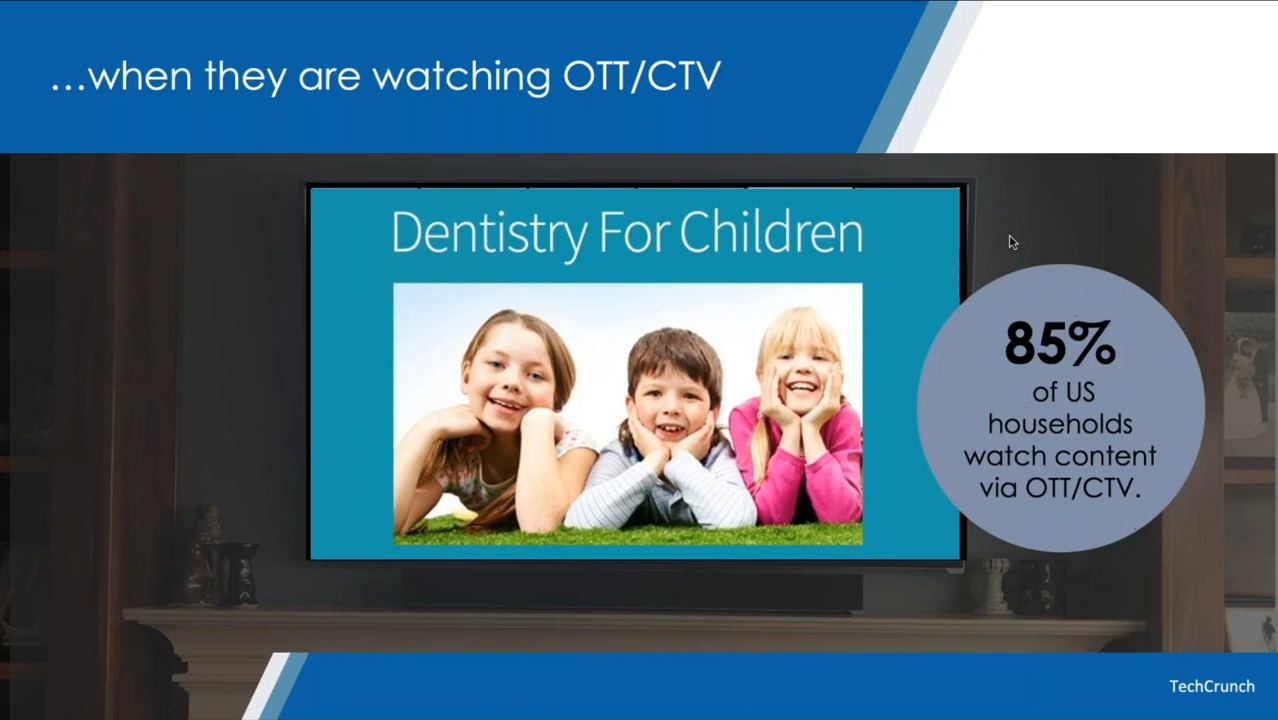 ...when they are watching OTT/CTV
Dentistry For Children
85%
of US
households
watch content
via OTT/CTV.
TechCrunch